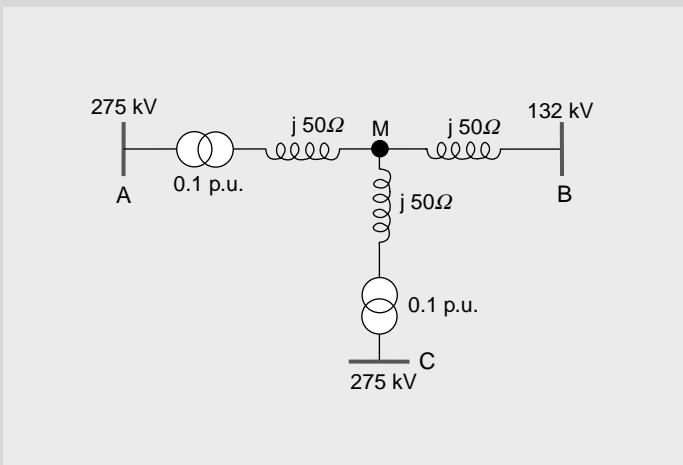 275 kV
j 50Ω
M
j 50Ω
132 kV
0.1 p.u.
A
B
j 50Ω
0.1 p.u.
C
275 kV